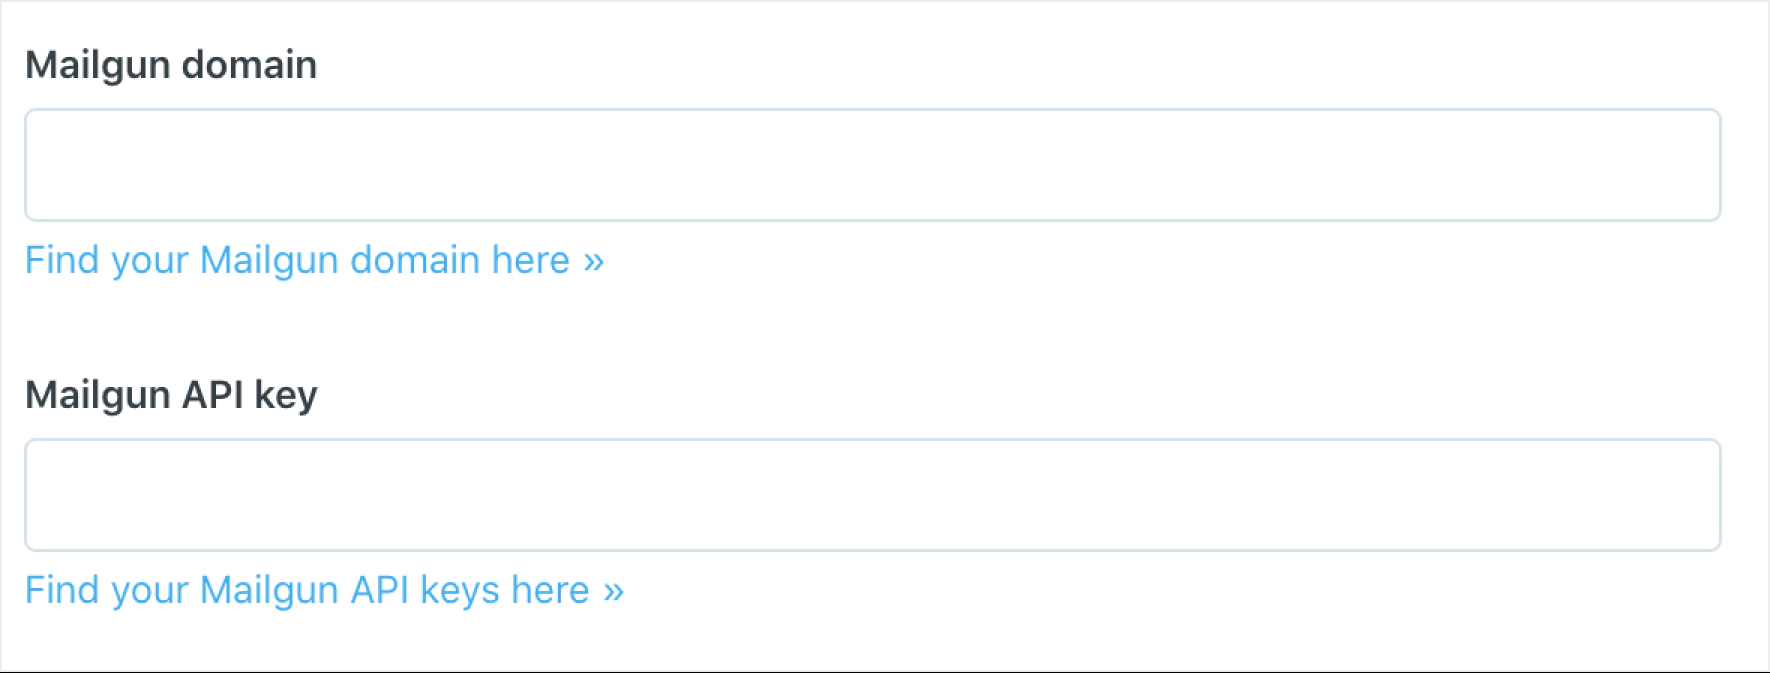 Mailgun domain
Find your Mailgun domain here »
Mailgun API key
Find your Mailgun API keys here »